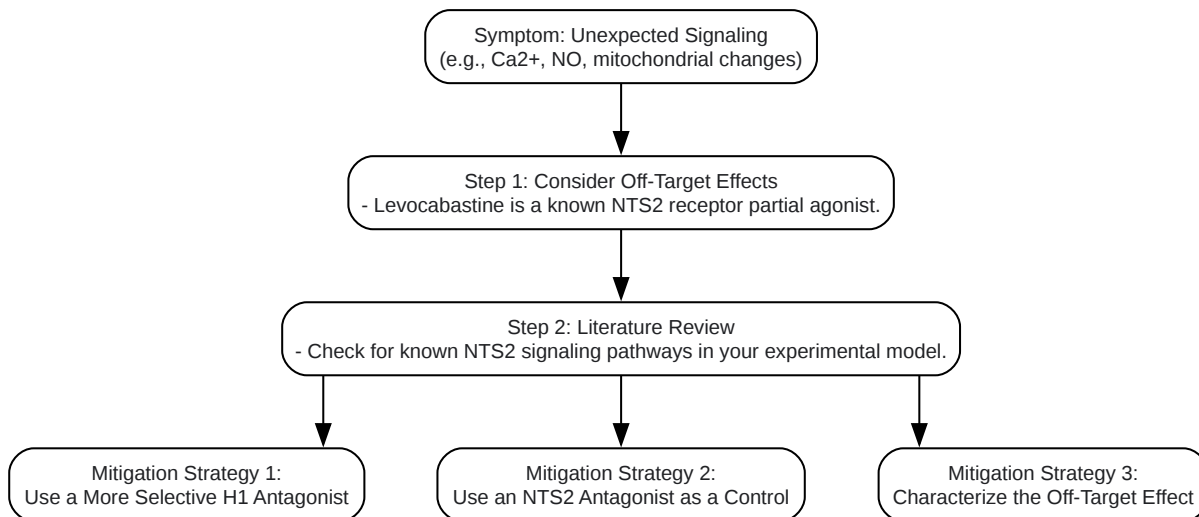 Symptom: Unexpected Signaling
(e.g., Ca2+, NO, mitochondrial changes)
Step 1: Consider Off-Target Effects
- Levocabastine is a known NTS2 receptor partial agonist.
Step 2: Literature Review
- Check for known NTS2 signaling pathways in your experimental model.
Mitigation Strategy 1:
Use a More Selective H1 Antagonist
Mitigation Strategy 2:
Use an NTS2 Antagonist as a Control
Mitigation Strategy 3:
Characterize the Off-Target Effect